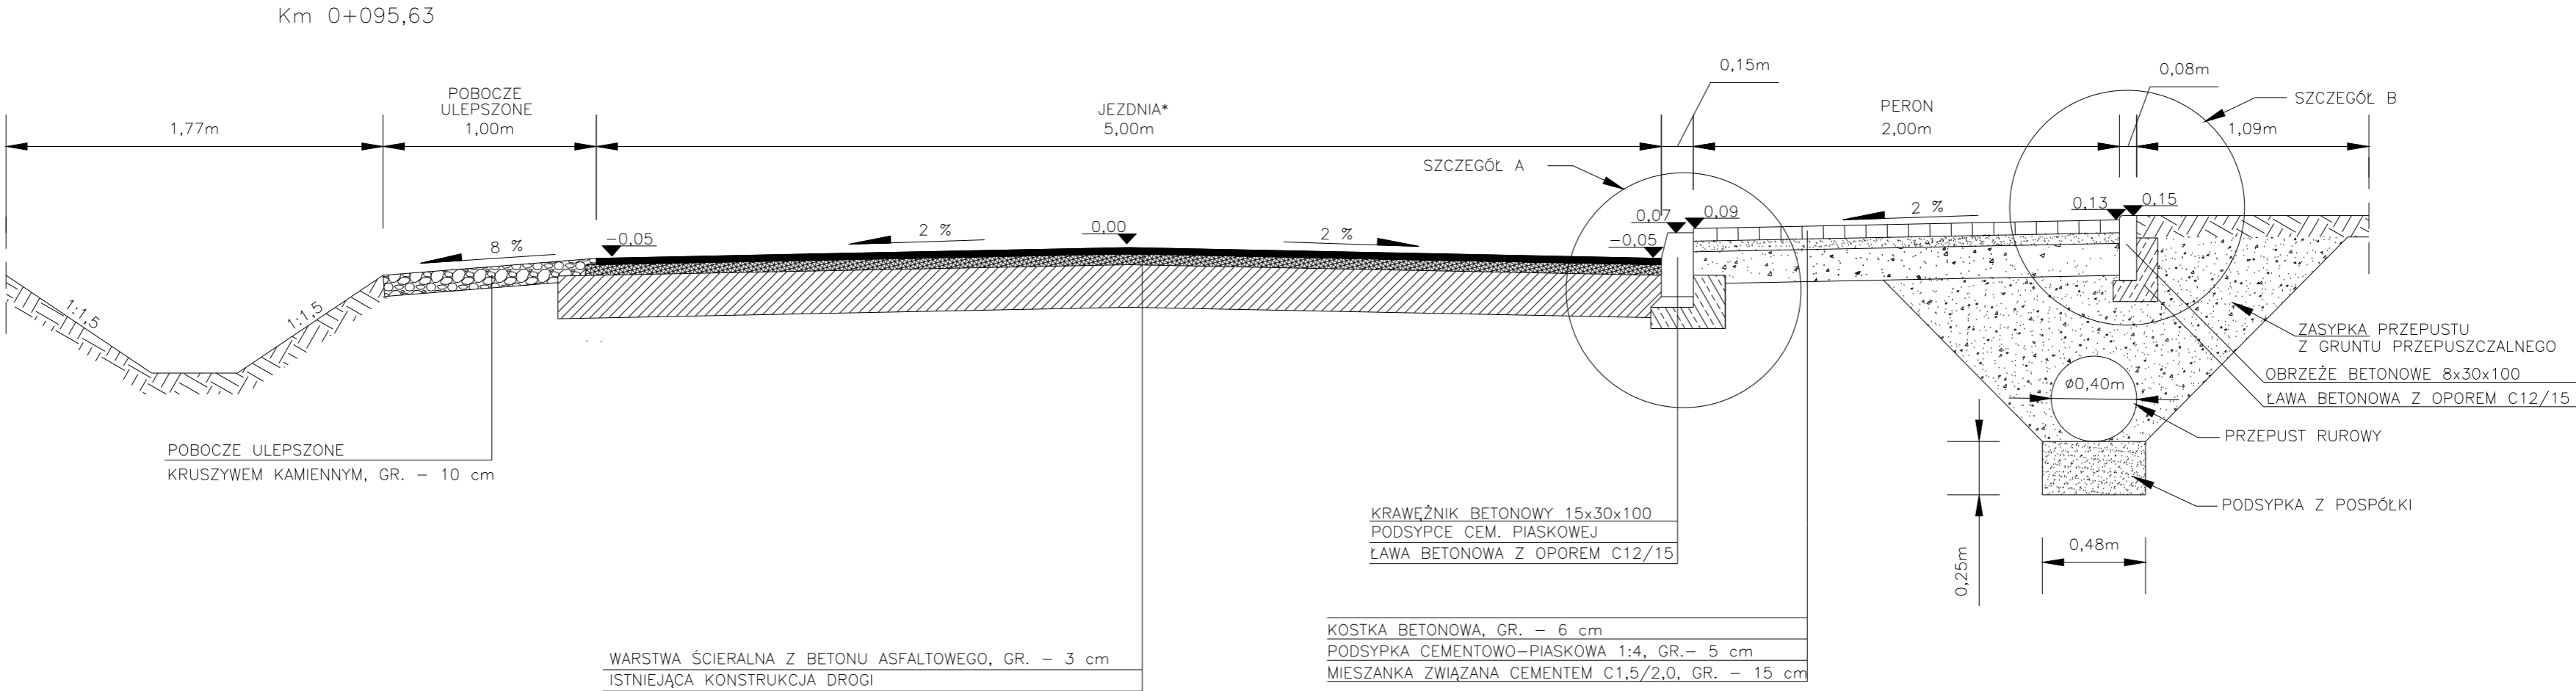 Km 0+095,63
0,15m
0,08m
POBOCZE
ULEPSZONE
1,00m
1,77m
JEZDNIA*
5,00m
PERON
2,00m
SZCZEGÓŁ B
1,09m
SZCZEGÓŁ A
0,07
0,09
2 %
0,13
0,15
8 %
-0,05
2 %
0,00
2 %
-0,05
1:1,5
1:1,5
ZASYPKA PRZEPUSTU
Z GRUNTU PRZEPUSZCZALNEGO
OBRZEŻE BETONOWE 8x30x100
ŁAWA BETONOWA Z OPOREM C12/15
ø0,40m
PRZEPUST RUROWY
POBOCZE ULEPSZONE
KRUSZYWEM KAMIENNYM, GR. - 10 cm
PODSYPKA Z POSPÓŁKI
KRAWĘŻNIK BETONOWY 15x30x100
PODSYPCE CEM. PIASKOWEJ
ŁAWA BETONOWA Z OPOREM C12/15
0,25m
0,48m
KOSTKA BETONOWA, GR. - 6 cm
PODSYPKA CEMENTOWO-PIASKOWA 1:4, GR.- 5 cm
MIESZANKA ZWIĄZANA CEMENTEM C1,5/2,0, GR. - 15 cm
WARSTWA ŚCIERALNA Z BETONU ASFALTOWEGO, GR. - 3 cm
ISTNIEJĄCA KONSTRUKCJA DROGI